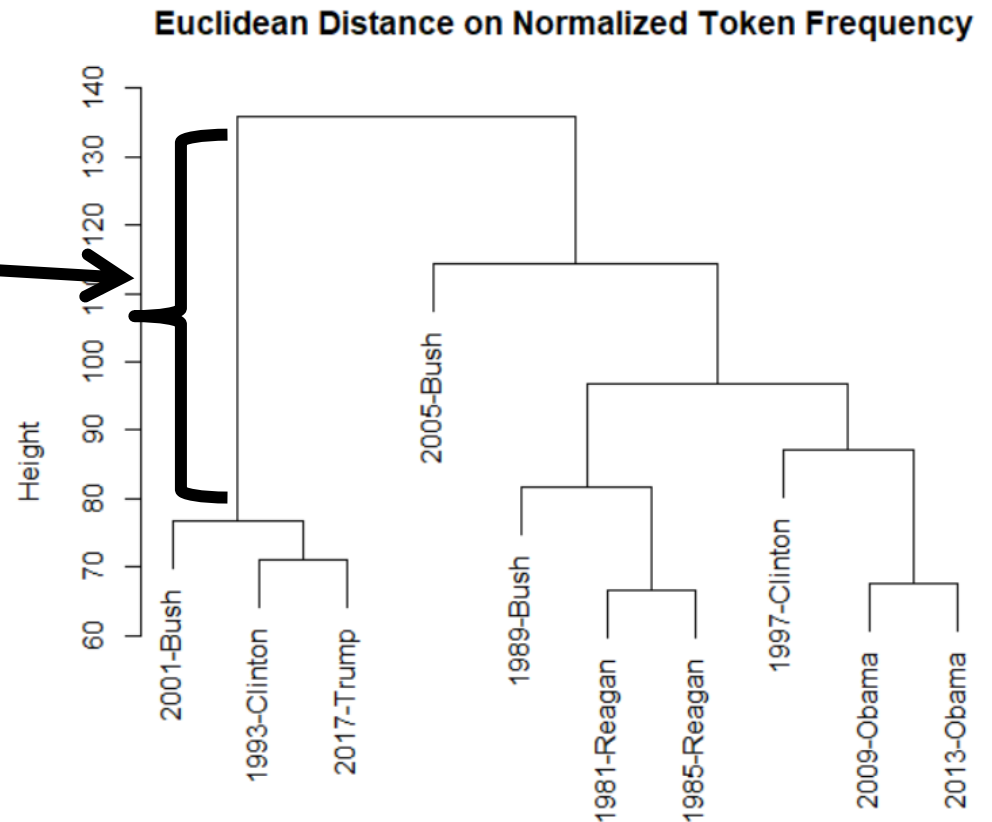 Euclidean Distance on Normalized Token Frequency
Height
140
130
120
100
90
80
70
60
2001-Bush
1993-Clinton
2017-Trump
2005-Bush
1989-Bush
1981-Reagan
1985-Reagan
1997-Clinton
2009-Obama
2013-Obama